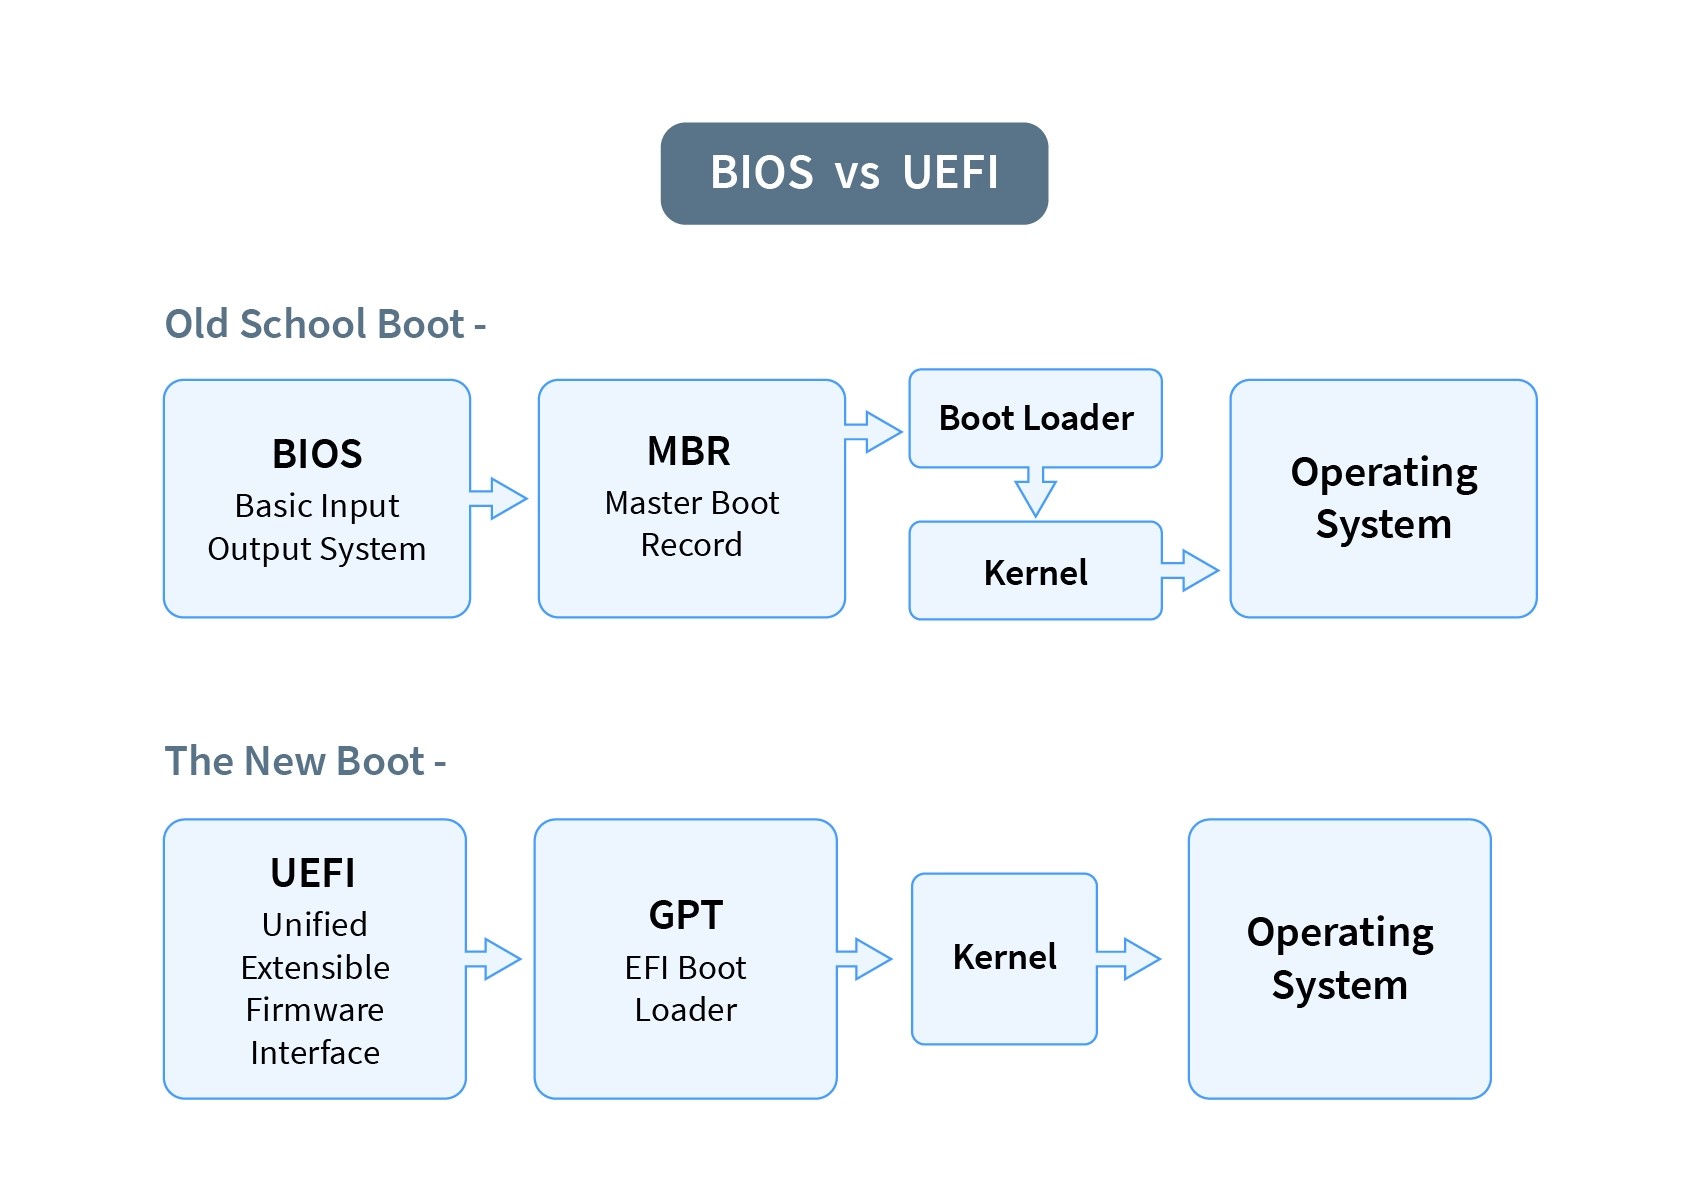 BIOS vs UEFI
Old School Boot -
BIOS
Basic Input
Output System
MBR
Master Boot
Record
Boot Loader
Kernel
Operating
System
The New Boot -
UEFI
Unified
Extensible
Firmware
Interface
GPT
EFI Boot
Loader
Kernel
Operating
System